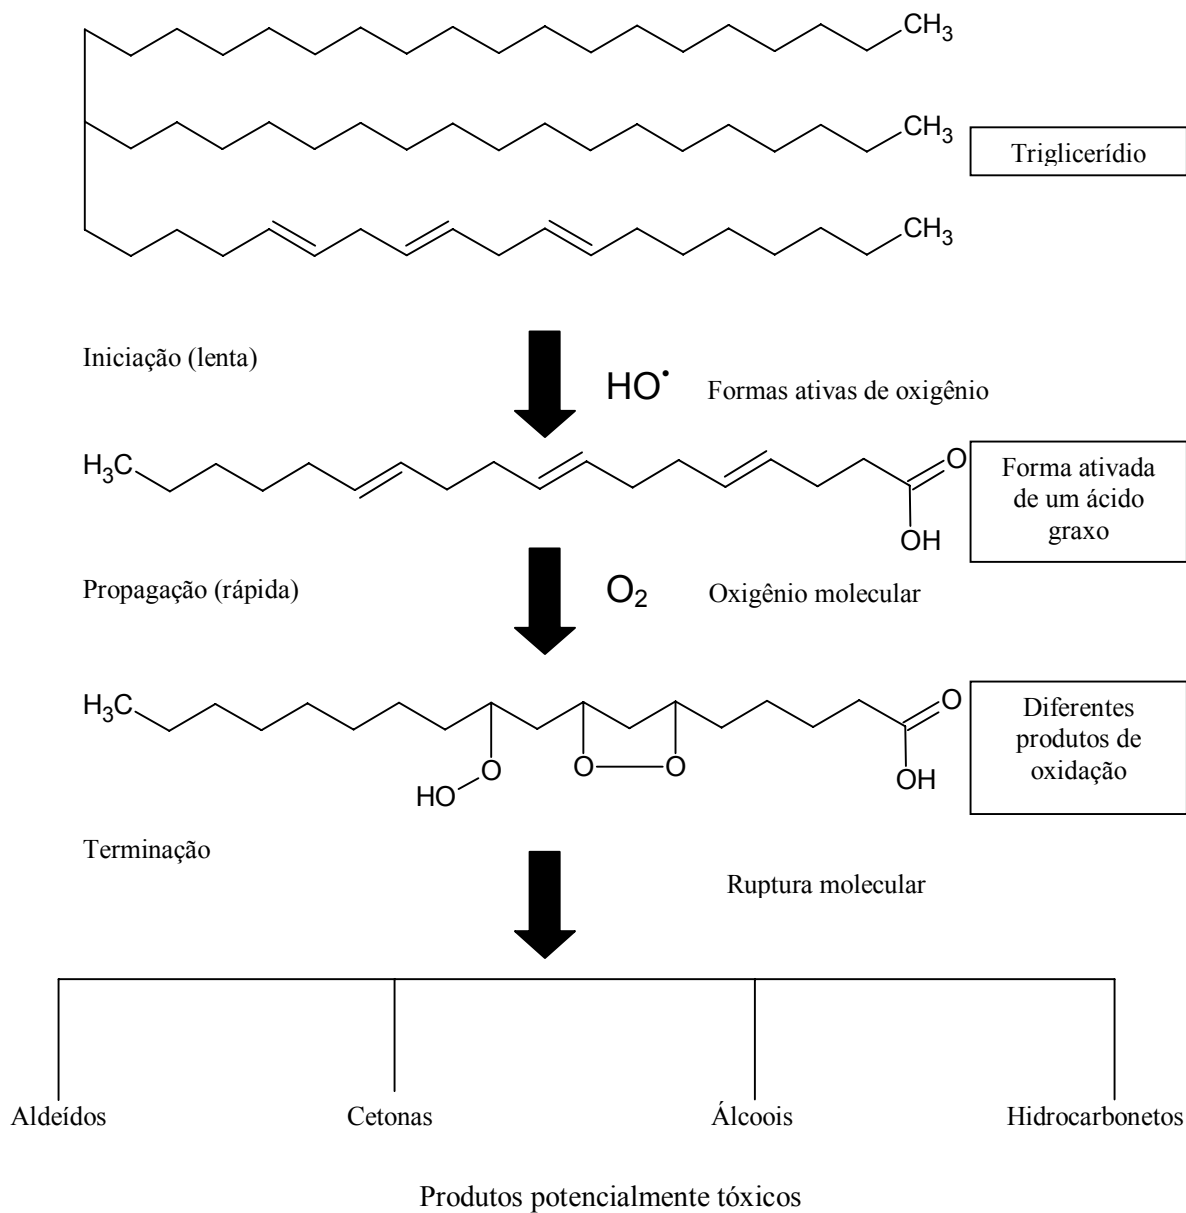 CH3
CH3
Triglicerídio
CH3
Iniciação (lenta)
HO•
Formas ativas de oxigênio
H3C
O
OH
Forma ativada
de um ácido
graxo
Propagação (rápida)
O2
Oxigênio molecular
H3C
O
HO
O
O
O
OH
Diferentes
produtos de
oxidação
Terminação
Ruptura molecular
Aldeídos
Cetonas
Álcoois
Hidrocarbonetos
Produtos potencialmente tóxicos